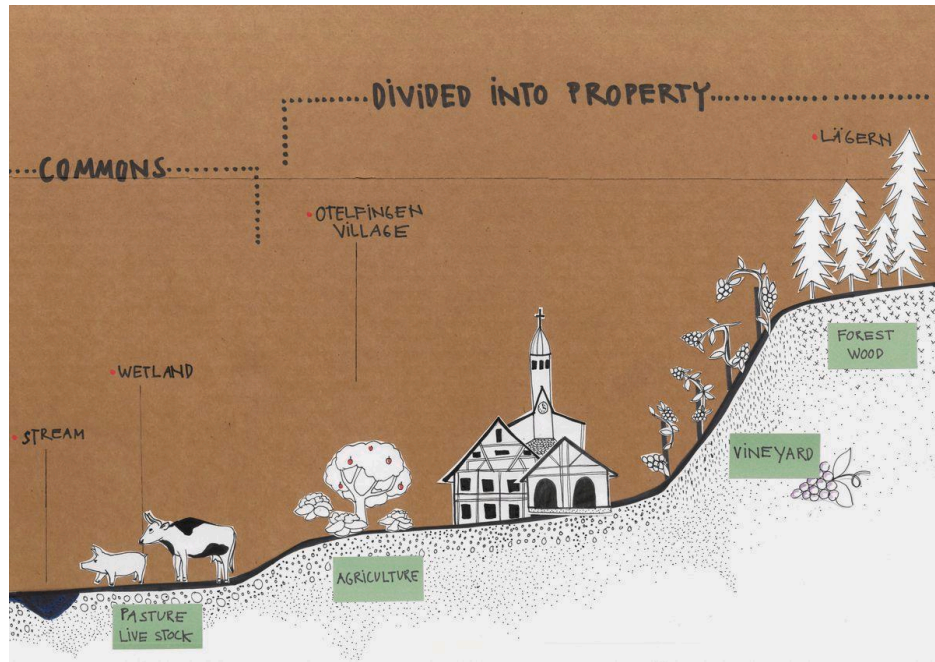 DIVIDED INTO PROPERTY
LÄGERN
COMMONS
OTELFINGEN
VILLAGE
FOREST
WOOD
WETLAND
STREAM
VINEYARD
AGRICULTURE
PASTURE
LIVE STOCK